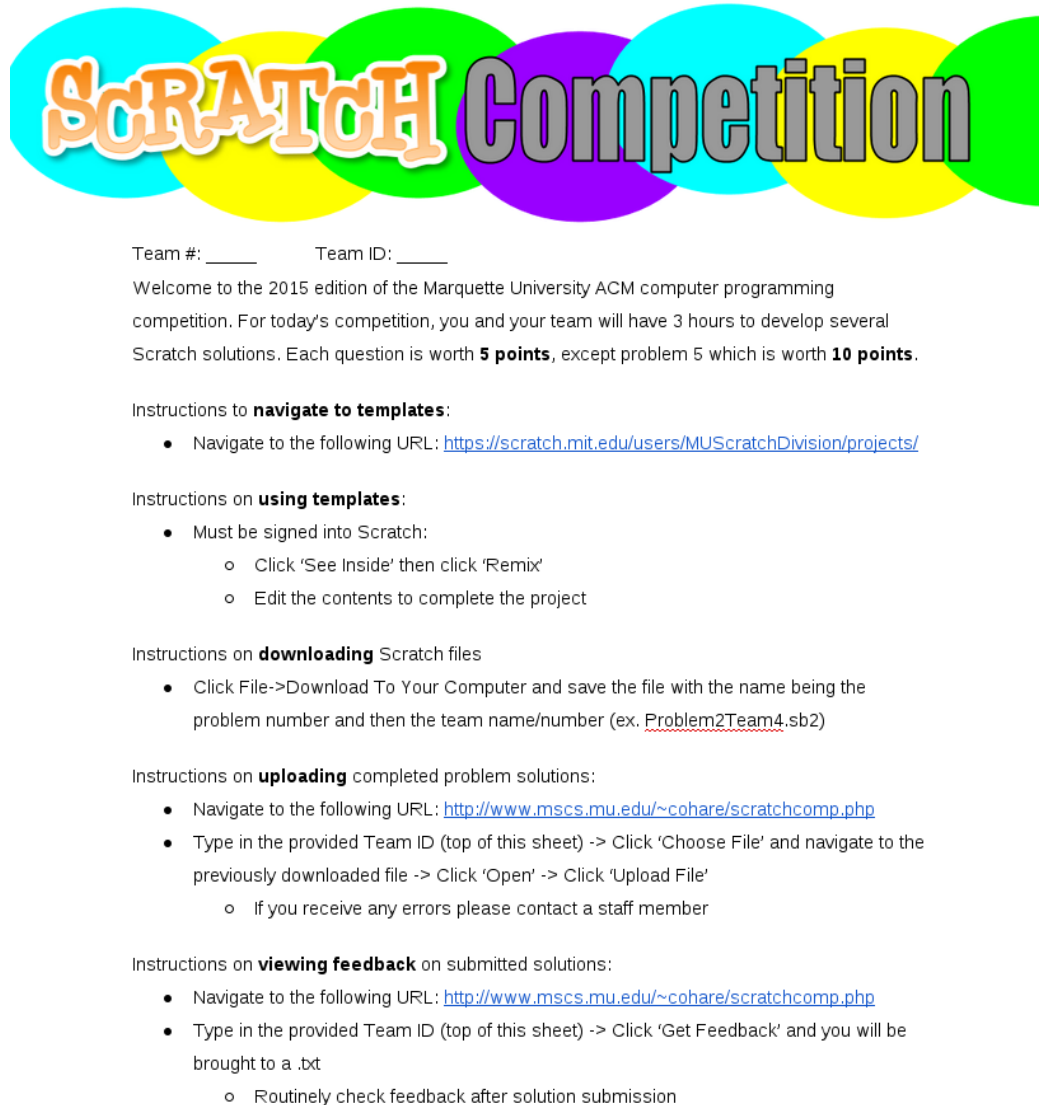 SCRATCH Competition
Team #: _____ Team ID: _____
Welcome to the 2015 edition of the Marquette University ACM computer programming
competition. For today's competition, you and your team will have 3 hours to develop several
Scratch solutions. Each question is worth 5 points, except problem 5 which is worth 10 points.
Instructions to navigate to templates:
● Navigate to the following URL: https://scratch.mit.edu/users/MUScratchDivision/projects/
Instructions on using templates:
● Must be signed into Scratch:
○ Click ‘See Inside’ then click ‘Remix’
○ Edit the contents to complete the project
Instructions on downloading Scratch files
● Click File->Download To Your Computer and save the file with the name being the
problem number and then the team name/number (ex. Problem2Team4.sb2)
Instructions on uploading completed problem solutions:
● Navigate to the following URL: http://www.mscs.mu.edu/~cohare/scratchcomp.php
● Type in the provided Team ID (top of this sheet) -> Click ‘Choose File’ and navigate to the
previously downloaded file -> Click ‘Open’ -> Click ‘Upload File’
○ If you receive any errors please contact a staff member
Instructions on viewing feedback on submitted solutions:
● Navigate to the following URL: http://www.mscs.mu.edu/~cohare/scratchcomp.php
● Type in the provided Team ID (top of this sheet) -> Click ‘Get Feedback’ and you will be
brought to a .txt
○ Routinely check feedback after solution submission